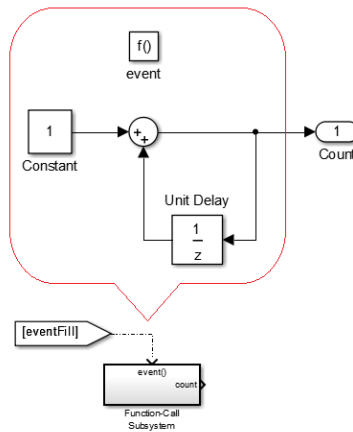 f()
event
1
Constant
++
1
Count
Unit Delay
1
z
[eventFill]
event()
count
Function-Call
Subsystem